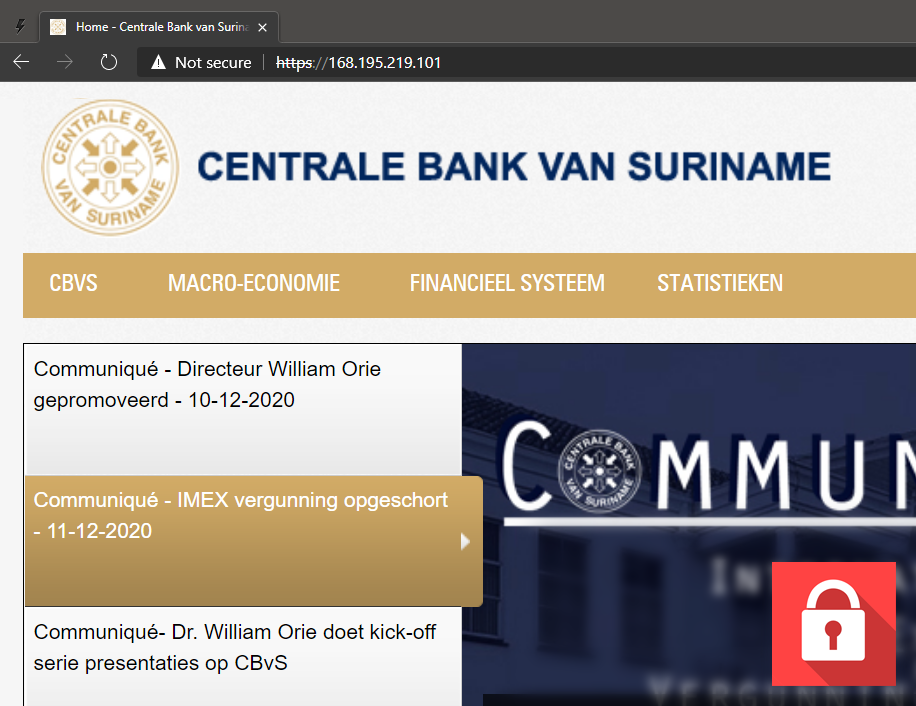 Home - Centrale Bank van Surin
Not secure
https://168.195.219.101
CENTRALE BANK VAN SURINAME
CENTRALE BANK VAN SURINAME
CBVS
MACRO-ECONOMIE
FINANCIEEL SYSTEEM
STATISTIEKEN
Communiqué - Directeur William Orie
gepromoveerd - 10-12-2020
Communiqué - IMEX vergunning opgeschort
- 11-12-2020
Communiqué- Dr. William Orie doet kick-off
serie presentaties op CBvS
COMMUN
CENTRALE BANK VAN SURINAME